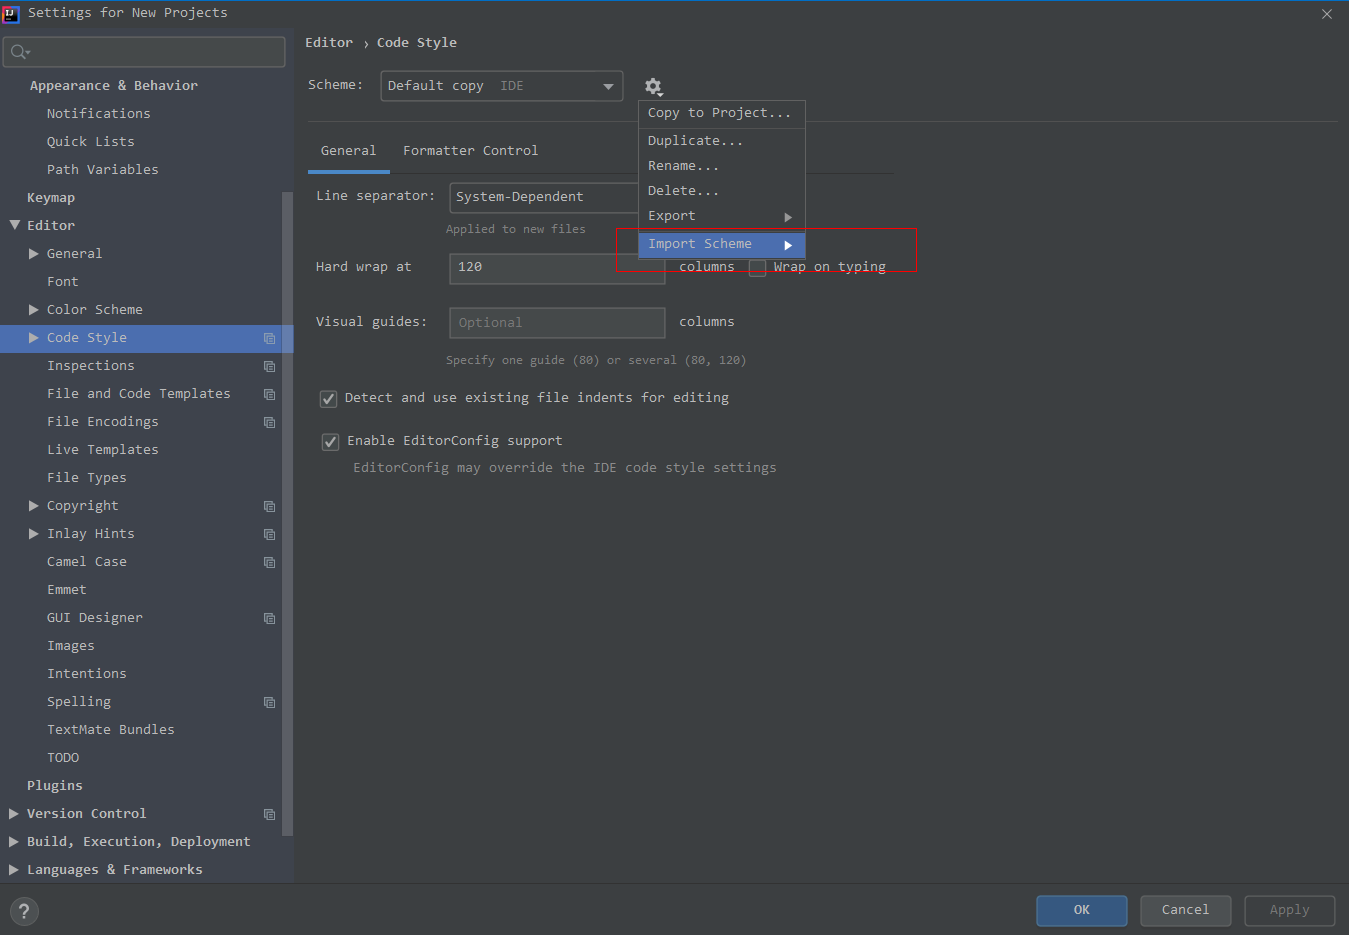 Settings for New Projects
Appearance & Behavior
Notifications
Quick Lists
Path Variables
Keymap
Editor
General
Font
Color Scheme
Code Style
Inspections
File and Code Templates
File Encodings
Live Templates
File Types
Copyright
Inlay Hints
Camel Case
Emmet
GUI Designer
Images
Intentions
Spelling
TextMate Bundles
TODO
Plugins
Version Control
Build, Execution, Deployment
Languages & Frameworks
Editor › Code Style
Scheme: Default copy IDE
Copy to Project...
Duplicate...
Rename...
Delete...
Export
Import Scheme
General Formatter Control
Line separator: System-Dependent
Applied to new files
Hard wrap at 120 columns Wrap on typing
Visual guides: Optional columns
Specify one guide (80) or several (80, 120)
Detect and use existing file indents for editing
Enable EditorConfig support
EditorConfig may override the IDE code style settings
? OK Cancel Apply